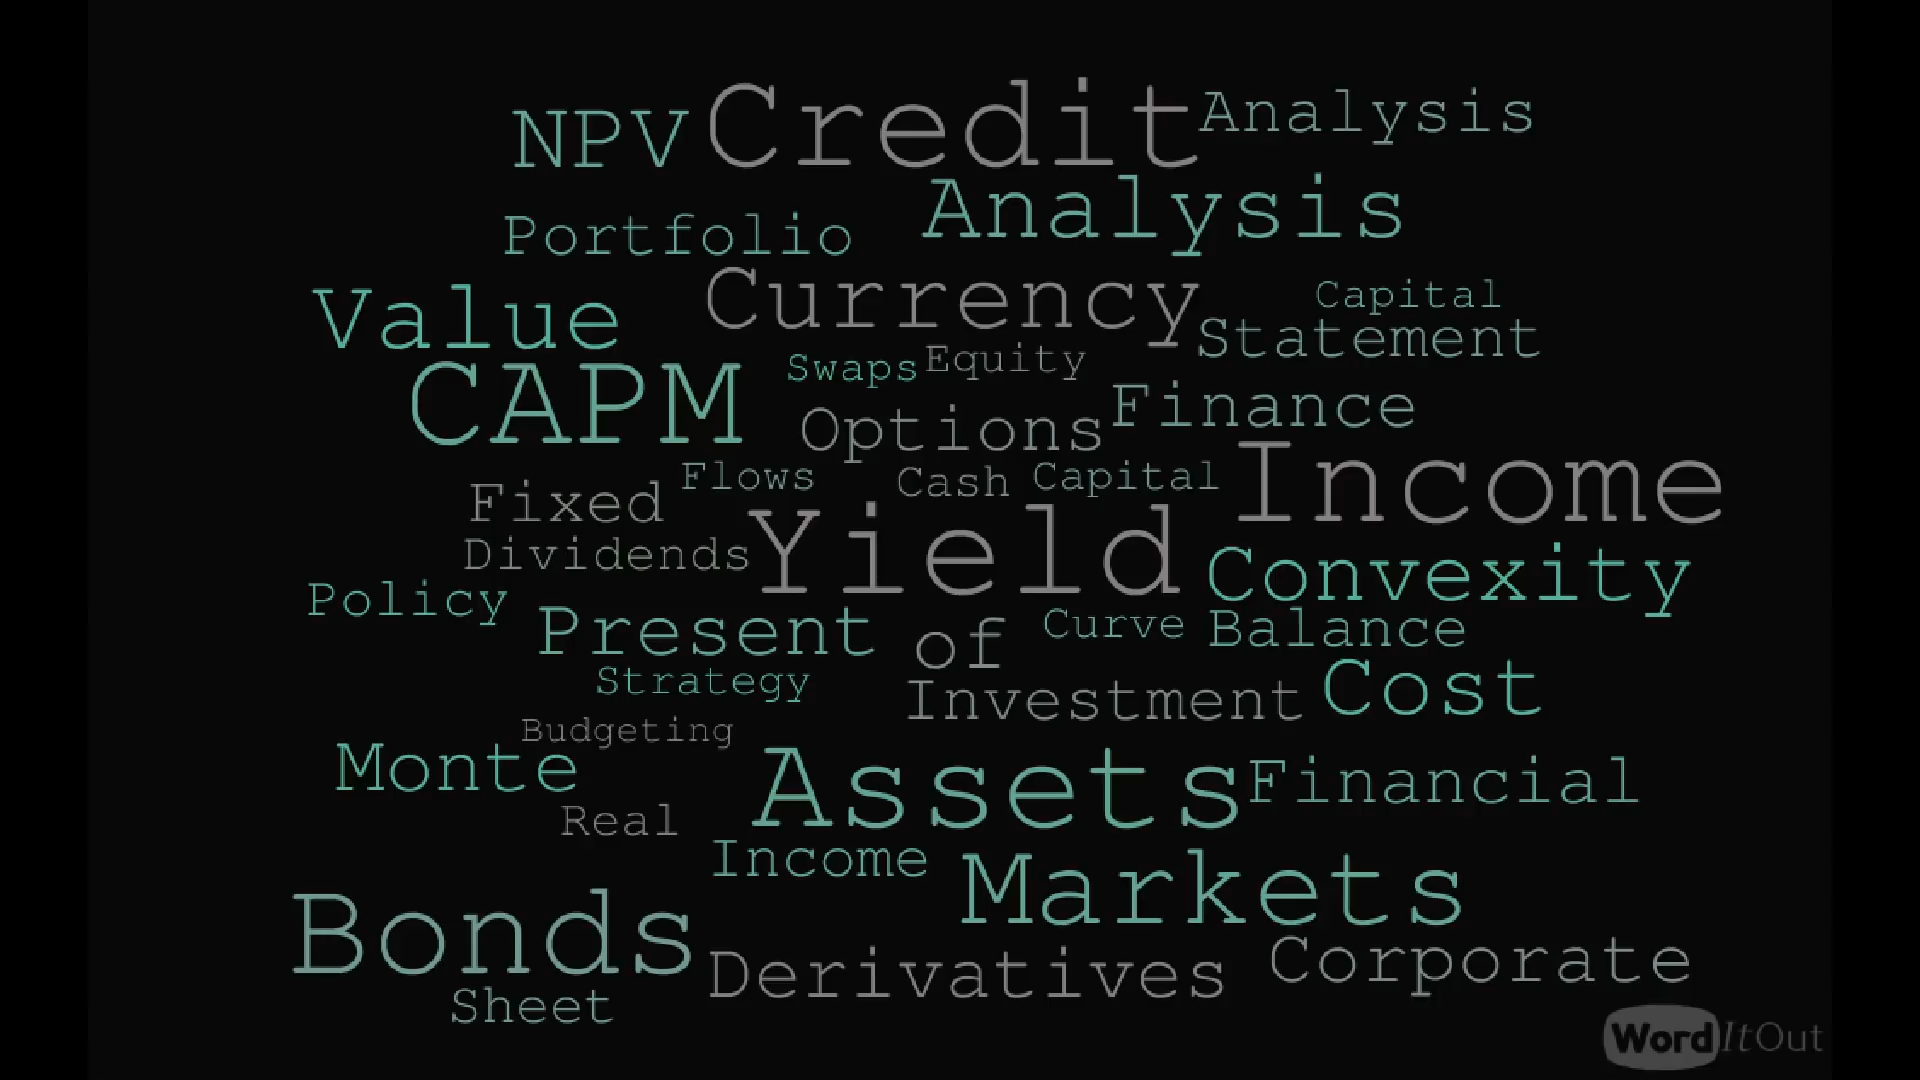 NPV Credit Analysis
Portfolio Analysis
Value Currency Capital
Statement
CAPM Swaps Equity
Options Finance
Fixed Flows Cash Capital Income
Dividends Yield Convexity
Policy Present of Curve Balance
Strategy Investment Cost
Budgeting
Monte Assets Financial
Real
Income Markets
Bonds Derivatives Corporate
Sheet
WordItOut